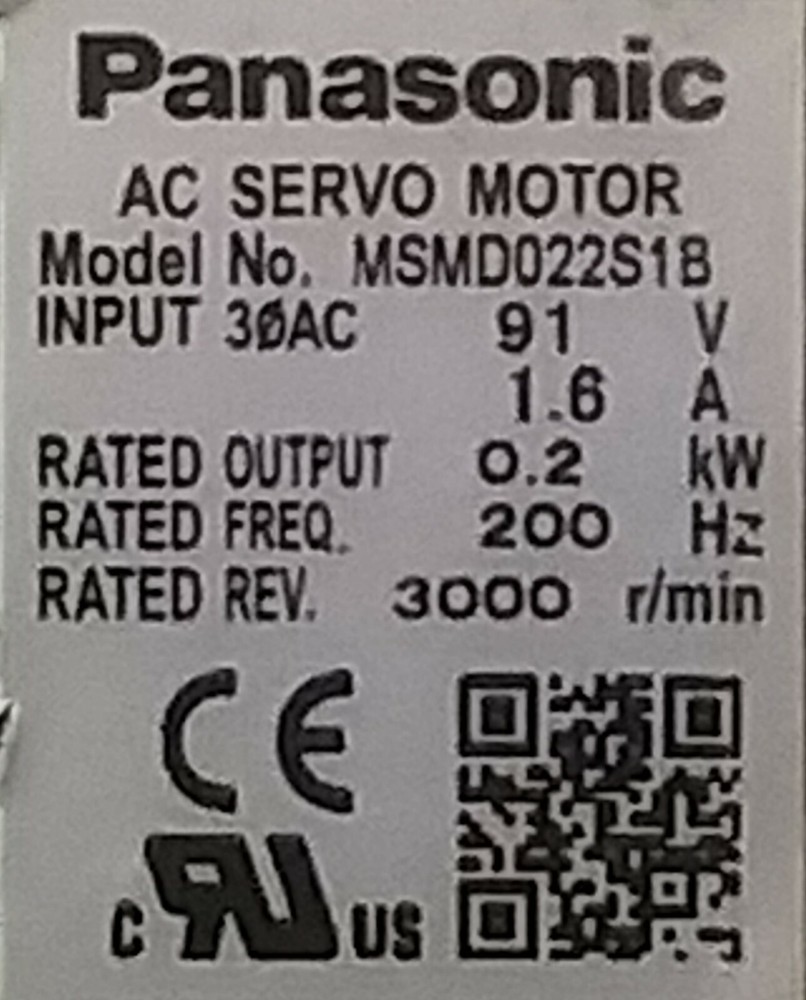 Panasonic
AC SERVO MOTOR
Model No. MSMD022S1B
INPUT 3ØAC 91 V
1.6 A
RATED OUTPUT 0.2 kW
RATED FREQ. 200 Hz
RATED REV. 3000 r/min
CE
C RU US